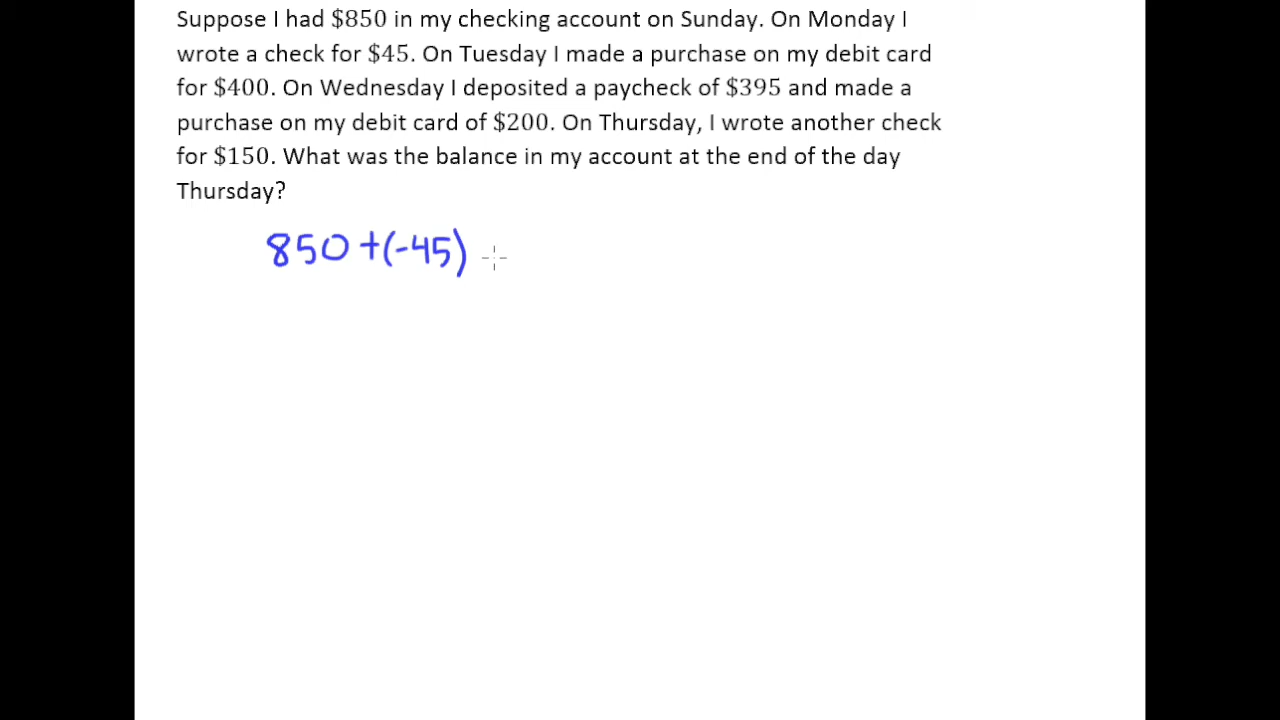 Suppose I had $850 in my checking account on Sunday. On Monday I
wrote a check for $45. On Tuesday I made a purchase on my debit card
for $400. On Wednesday I deposited a paycheck of $395 and made a
purchase on my debit card of $200. On Thursday, I wrote another check
for $150. What was the balance in my account at the end of the day
Thursday?
850 +(-45)